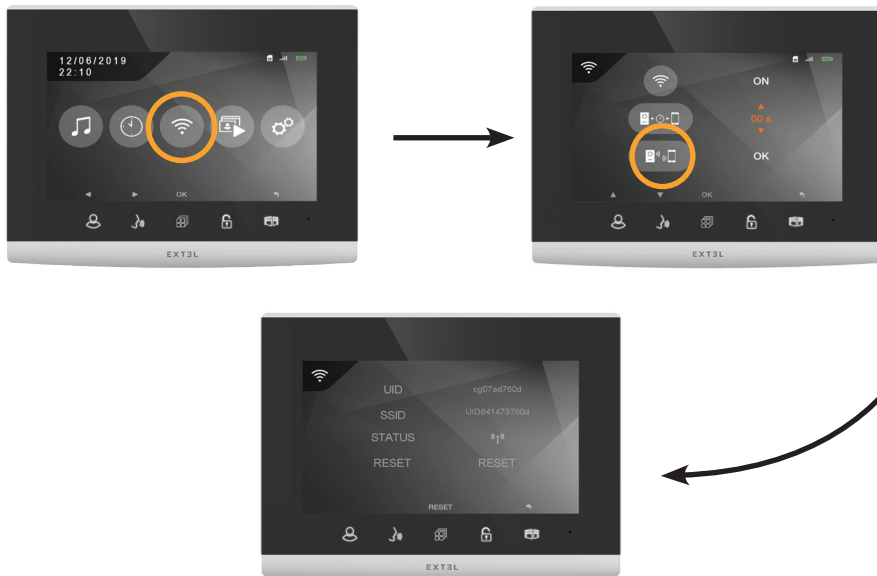 12/06/2019
22:10
OK
EXT3L
ON
00 s
OK
OK
EXT3L
UID cg07ad760d
SSID UID841473760d
STATUS
RESET RESET
RESET
EXT3L